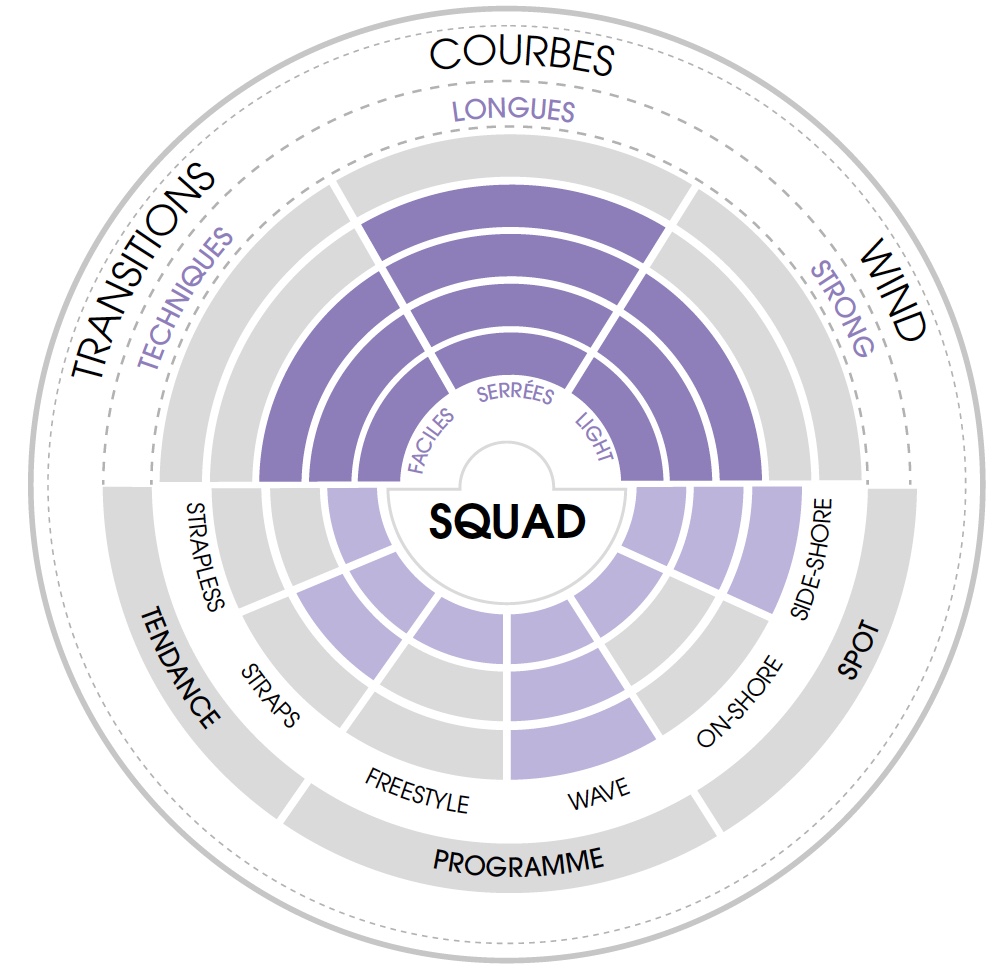 COURBES
LONGUES
TRANSITIONS
TECHNIQUES
WIND
STRONG
SERRÉES
FACILES
LIGHT
SQUAD
STRAPLESS
SIDE-SHORE
TENDANCE
SPOT
STRAPS
ON-SHORE
FREESTYLE
WAVE
PROGRAMME